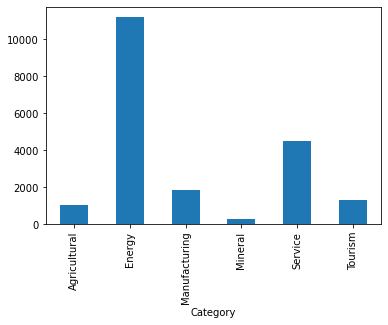 10000
8000
6000
4000
2000
0
Agricultural
Energy
Manufacturing
Mineral
Service
Tourism
Category